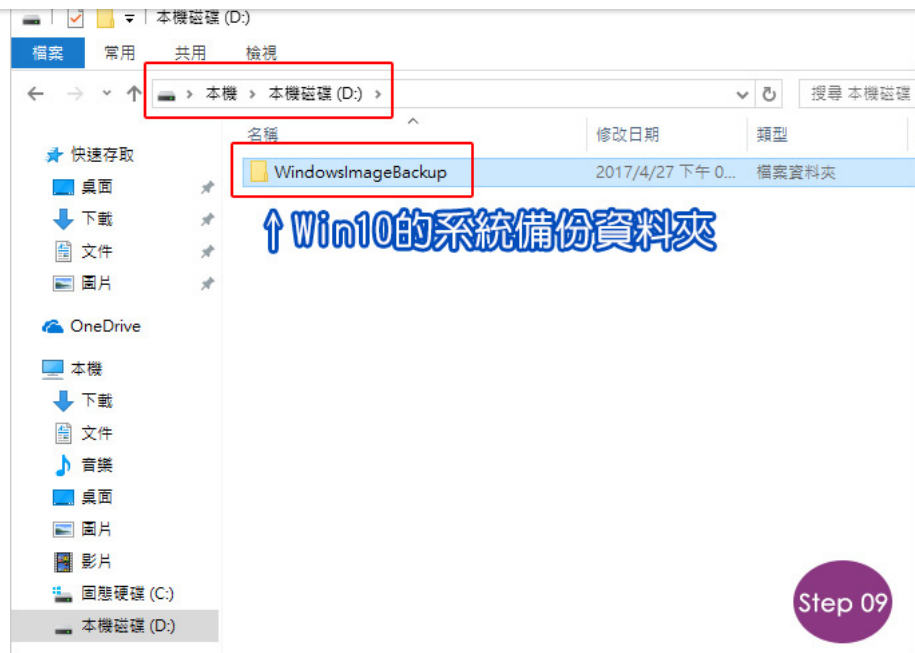 本機磁碟 (D:)
檔案 常用 共用 檢視
本機 › 本機磁碟 (D:) ›
搜尋 本機磁碟
名稱 修改日期 類型
WindowsImageBackup 2017/4/27 下午 0... 檔案資料夾
↑Win10的系統備份資料夾
快速存取
桌面
下載
文件
圖片
OneDrive
本機
下載
文件
音樂
桌面
圖片
影片
固態硬碟 (C:)
本機磁碟 (D:)
Step 09